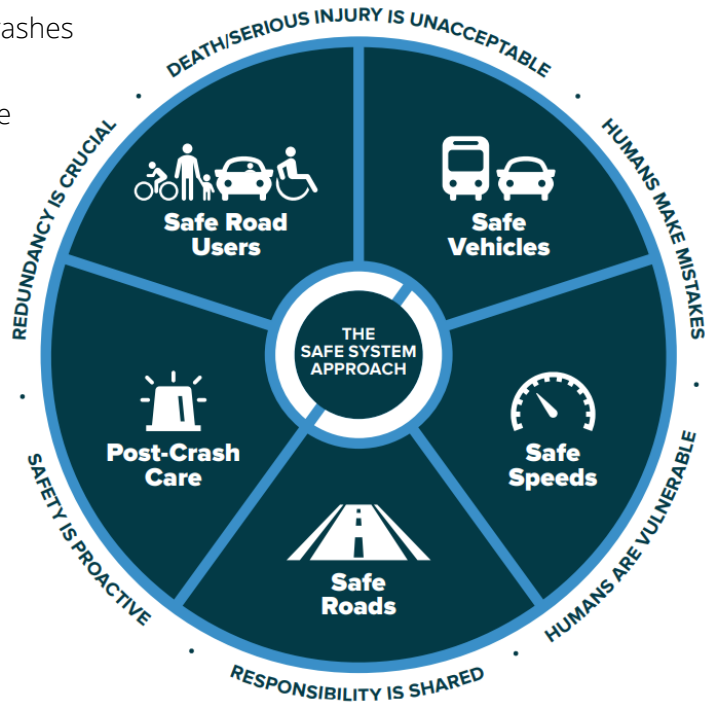 DEATH/SERIOUS INJURY IS UNACCEPTABLE
HUMANS MAKE MISTAKES
HUMANS ARE VULNERABLE
RESPONSIBILITY IS SHARED
SAFETY IS PROACTIVE
REDUNDANCY IS CRUCIAL
Safe Road
Users
Safe
Vehicles
Safe
Speeds
Safe
Roads
Post-Crash
Care
THE
SAFE SYSTEM
APPROACH